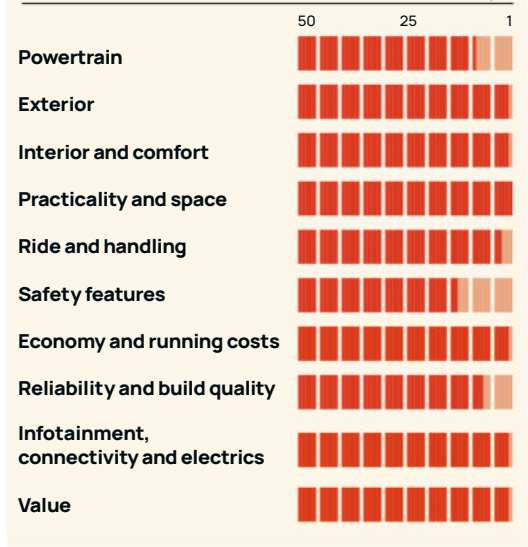 50 25 1
Powertrain
Exterior
Interior and comfort
Practicality and space
Ride and handling
Safety features
Economy and running costs
Reliability and build quality
Infotainment,
connectivity and electrics
Value